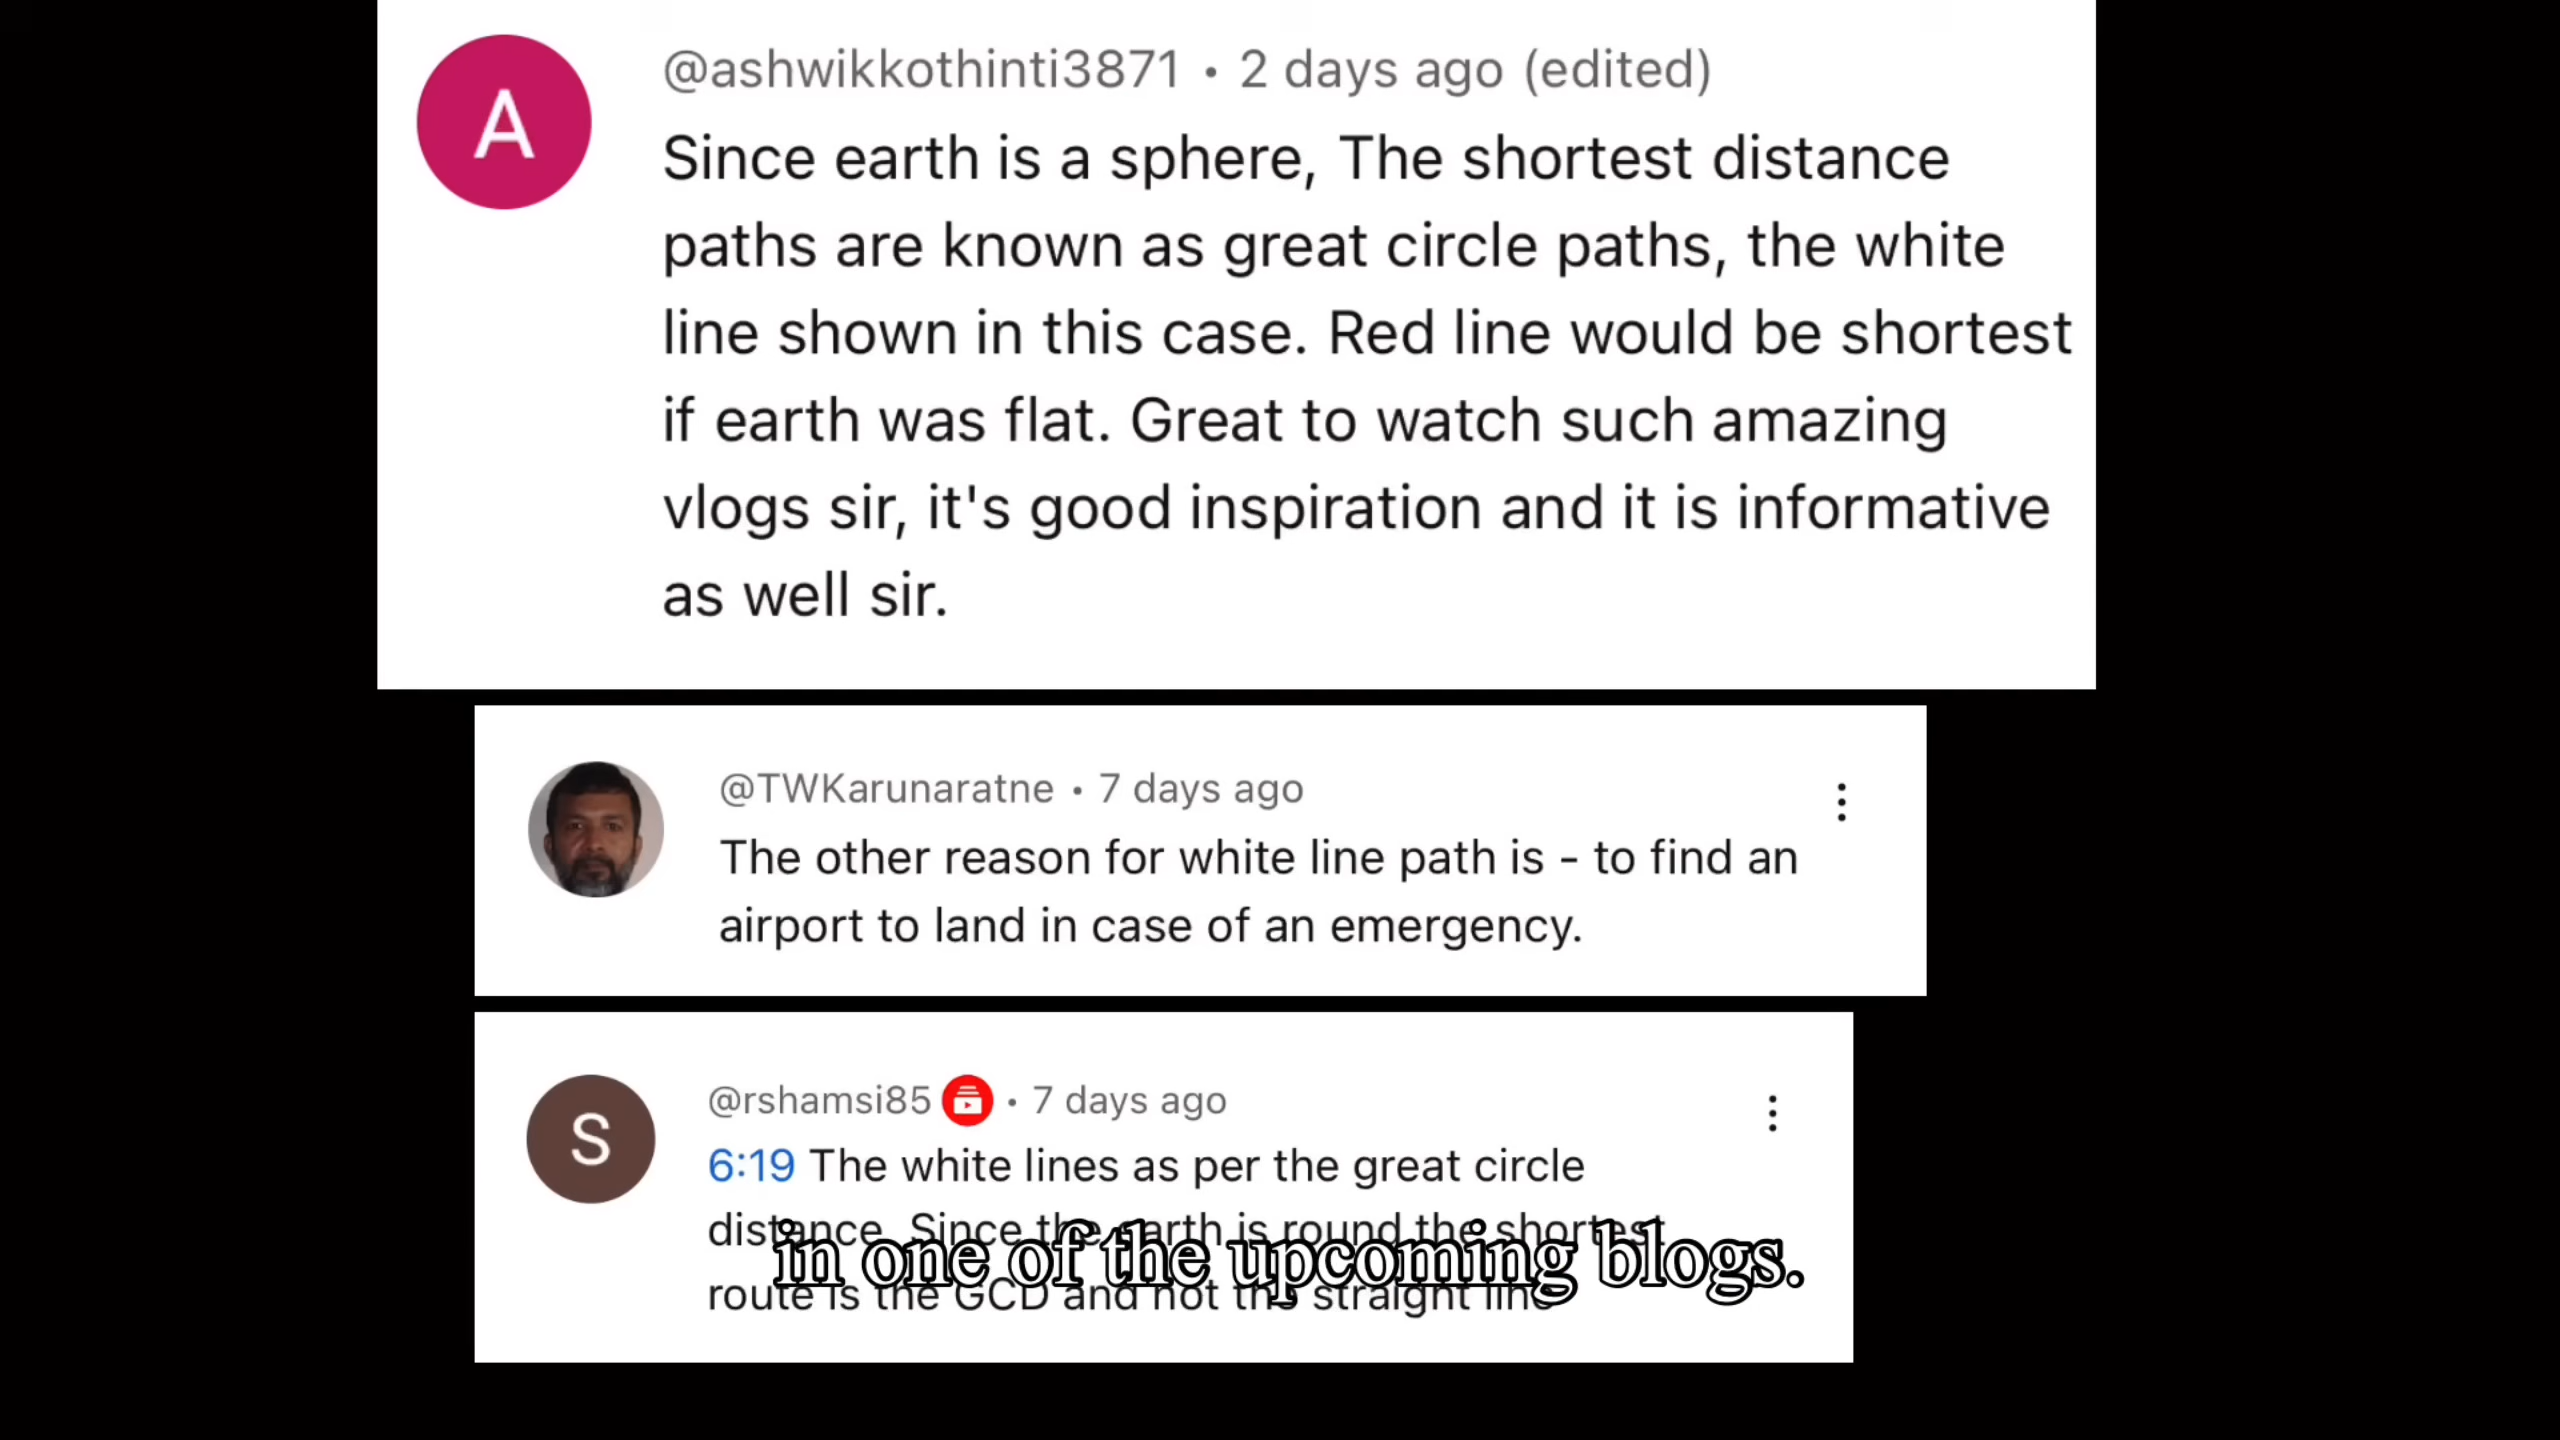 A
@ashwikkothinti3871 • 2 days ago (edited)
Since earth is a sphere, The shortest distance
paths are known as great circle paths, the white
line shown in this case. Red line would be shortest
if earth was flat. Great to watch such amazing
vlogs sir, it's good inspiration and it is informative
as well sir.
@TWKarunaratne • 7 days ago
The other reason for white line path is - to find an
airport to land in case of an emergency.
S
@rshamsi85 • 7 days ago
6:19 The white lines as per the great circle
distance. Since the earth is round the shortest
route is the GCD and not the straight line
in one of the upcoming blogs.